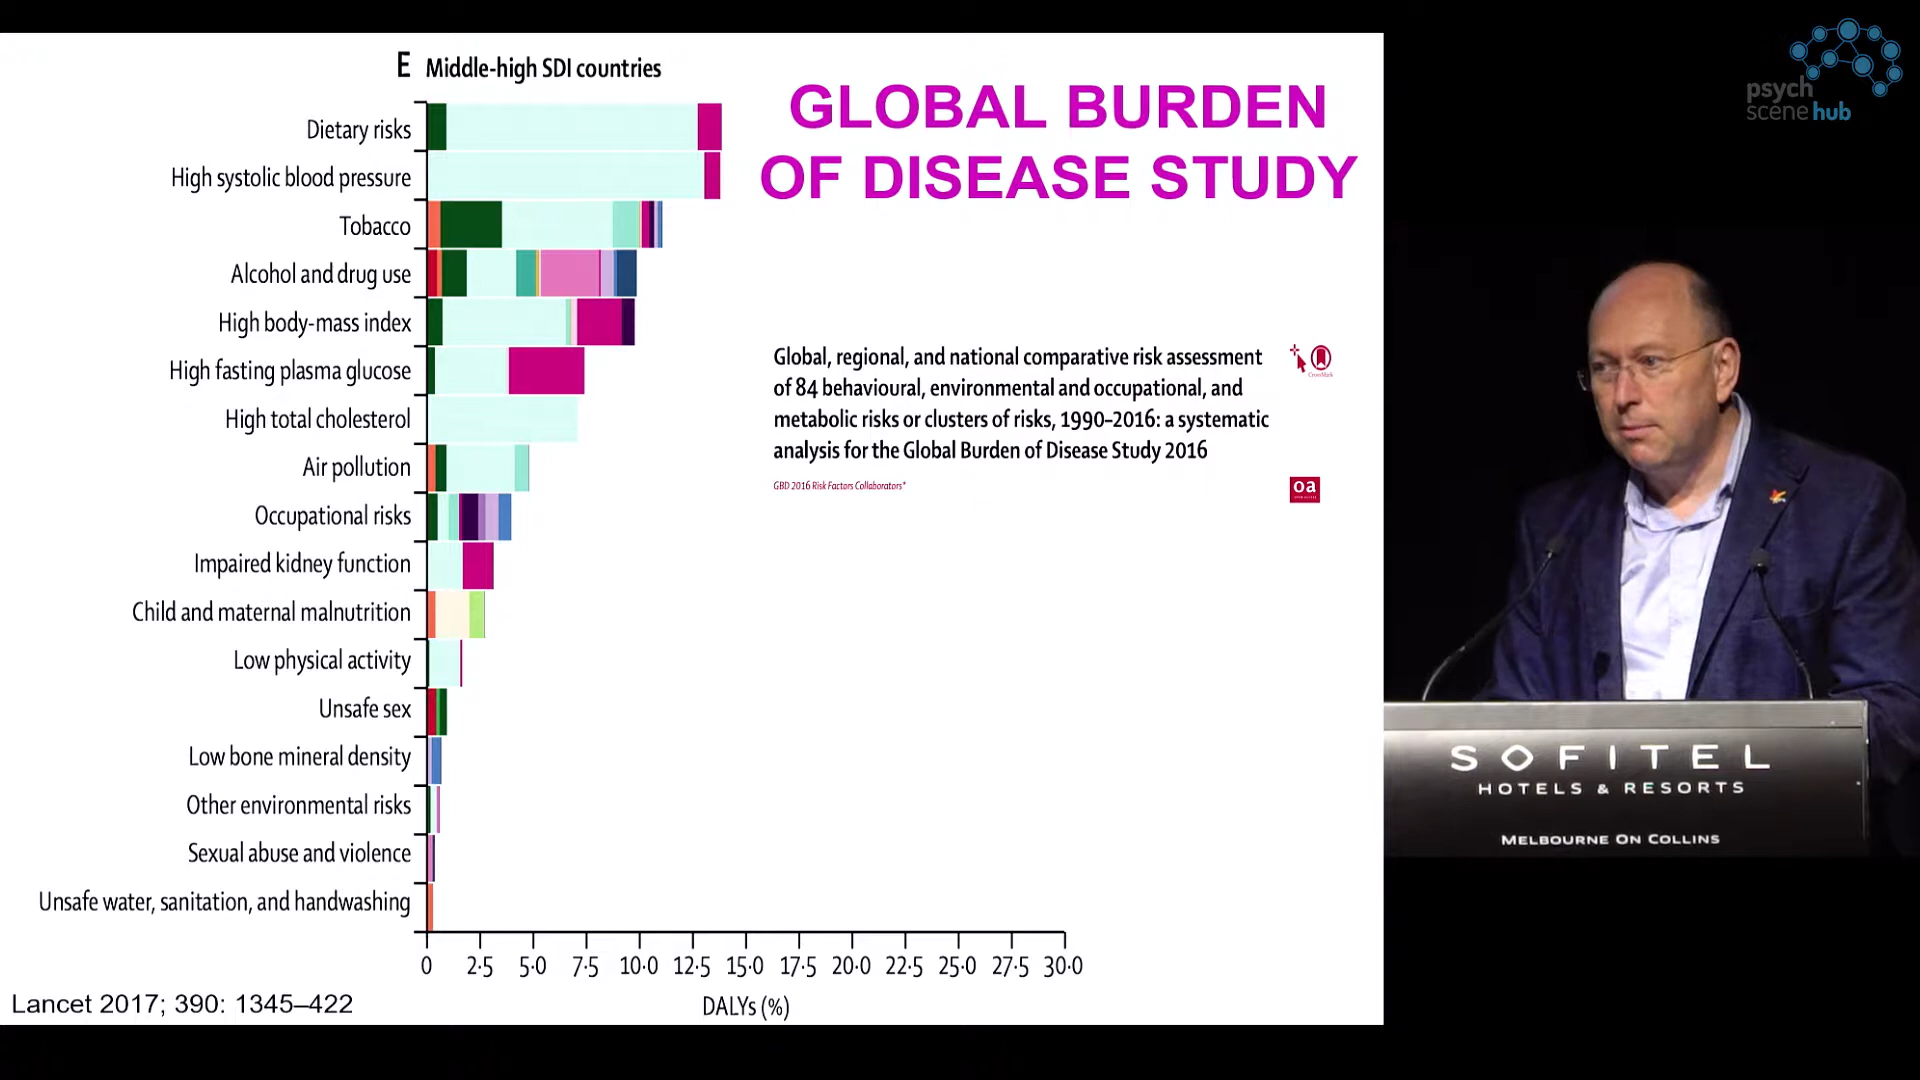 E Middle-high SDI countries
GLOBAL BURDEN
OF DISEASE STUDY
Dietary risks
High systolic blood pressure
Tobacco
Alcohol and drug use
High body-mass index
High fasting plasma glucose
High total cholesterol
Air pollution
Occupational risks
Impaired kidney function
Child and maternal malnutrition
Low physical activity
Unsafe sex
Low bone mineral density
Other environmental risks
Sexual abuse and violence
Unsafe water, sanitation, and handwashing
0 2·5 5·0 7·5 10·0 12·5 15·0 17·5 20·0 22·5 25·0 27·5 30·0
DALYs (%)
Lancet 2017; 390: 1345–422
Global, regional, and national comparative risk assessment
of 84 behavioural, environmental and occupational, and
metabolic risks or clusters of risks, 1990–2016: a systematic
analysis for the Global Burden of Disease Study 2016
GBD 2016 Risk Factors Collaborators*
CrossMark
oa
psych
scene hub
SOFITEL
HOTELS & RESORTS
MELBOURNE ON COLLINS